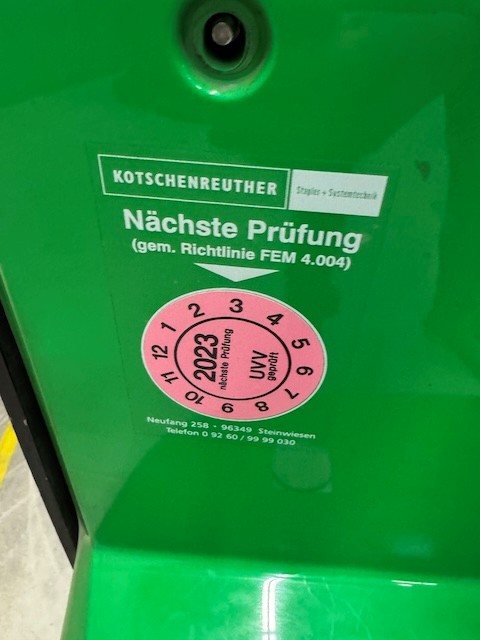 KOTSCHENREUTHER
Stapler + Systemtechnik
Nächste Prüfung
(gem. Richtlinie FEM 4.004)
1 2 3 4 5 6 7 8 9 10 11 12
2023
nächste Prüfung
UVV
geprüft
Neufang 258 · 96349 Steinwiesen
Telefon 0 92 60 / 99 99 030